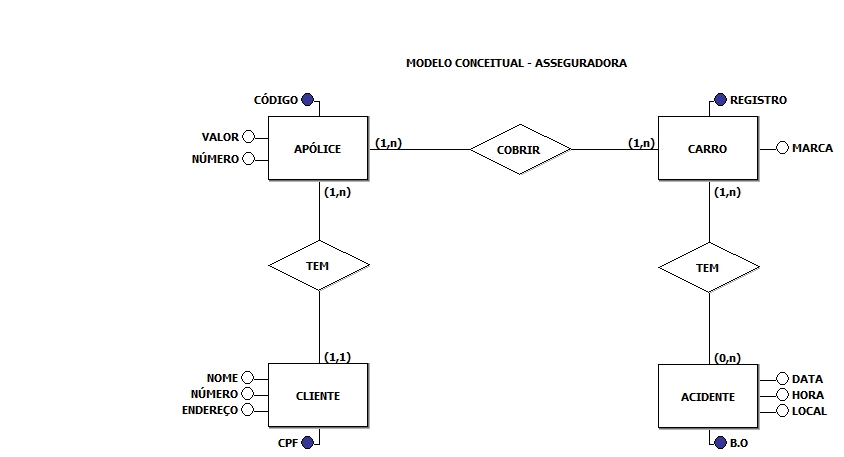 MODELO CONCEITUAL - ASSEGURADORA
CÓDIGO
REGISTRO
VALOR
NÚMERO
APÓLICE
(1,n)
COBRIR
(1,n)
CARRO
MARCA
(1,n)
(1,n)
TEM
TEM
(1,1)
(0,n)
NOME
NÚMERO
ENDEREÇO
CLIENTE
ACIDENTE
DATA
HORA
LOCAL
CPF
B.O